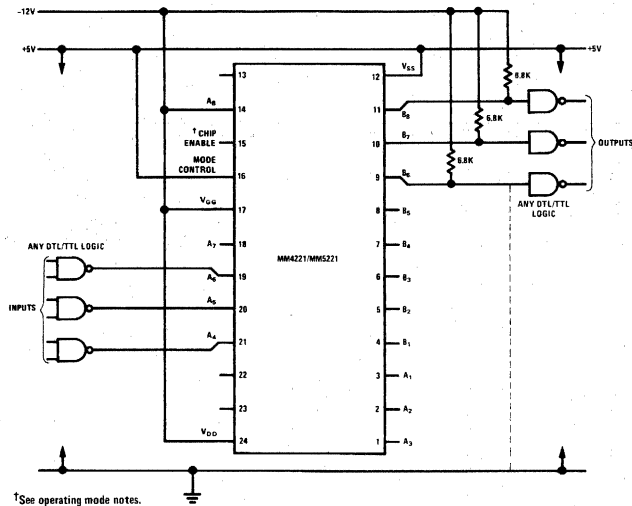 -12V
+5V
+5V
13
VSS
12
6.8K
A8
14
11
B8
†CHIP
ENABLE
15
B7
10
6.8K
OUTPUTS
MODE
CONTROL
16
B6
9
6.8K
VGG
17
8
B5
ANY DTL/TTL
LOGIC
A7
18
7
B4
ANY DTL/TTL LOGIC
MM4221/MM5221
A6
19
6
B3
INPUTS
A5
20
5
B2
A4
21
4
B1
22
3
A1
23
2
A2
VDD
24
1
A3
†See operating mode notes.